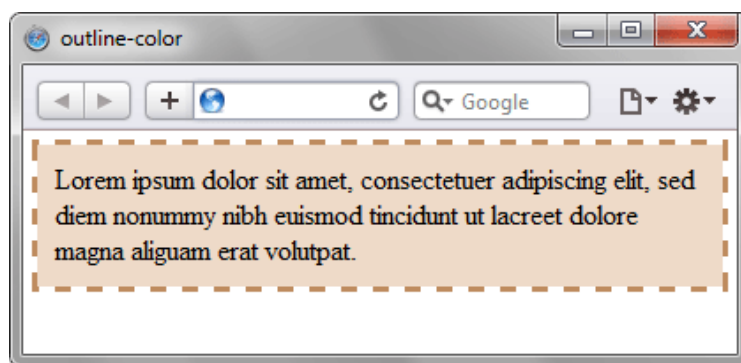 outline-color
Google
Lorem ipsum dolor sit amet, consectetuer adipiscing elit, sed
diem nonummy nibh euismod tincidunt ut lacreet dolore
magna aliguam erat volutpat.